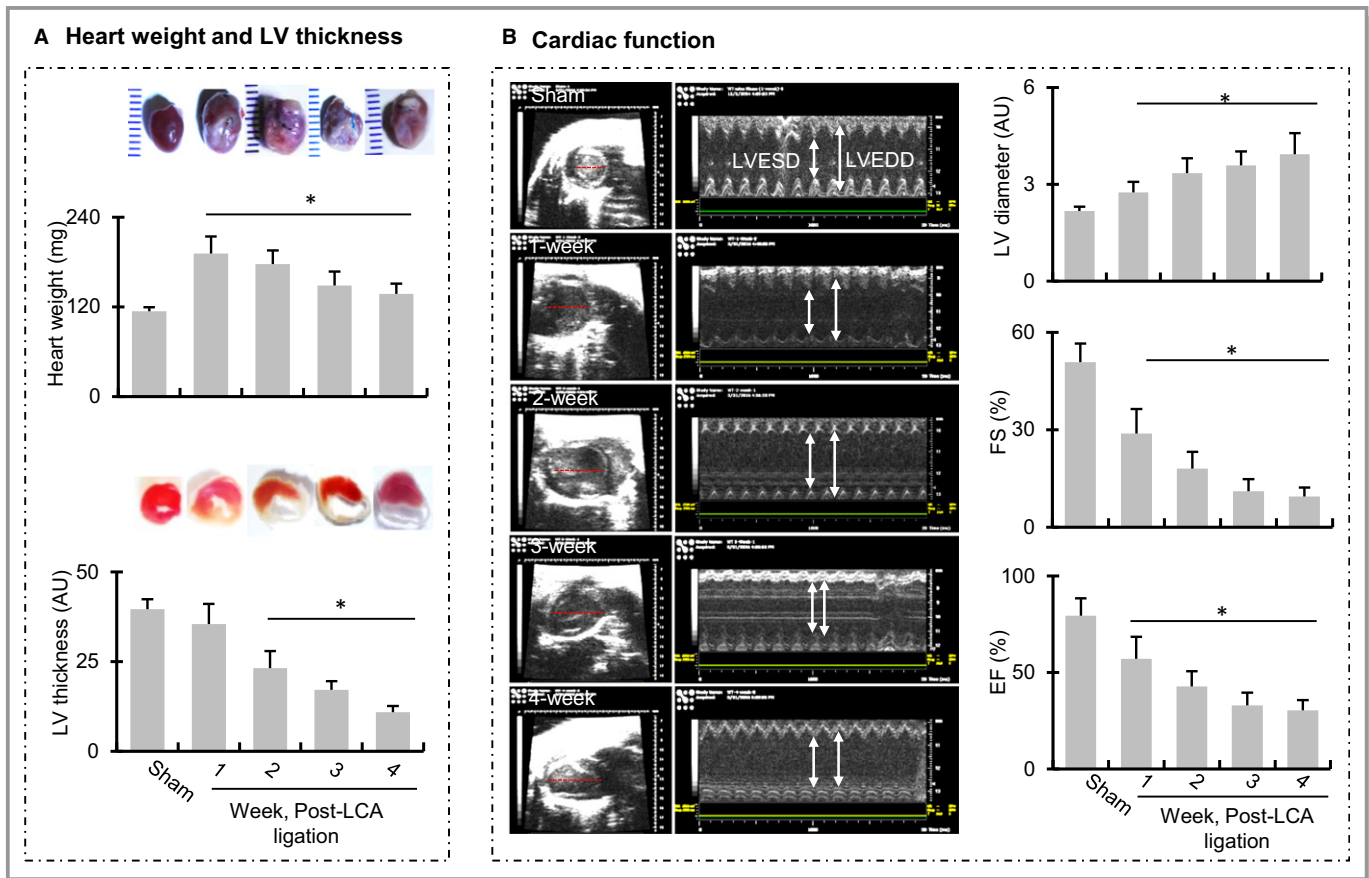 A Heart weight and LV thickness
240
120
0
Heart weight (mg)
*
50
25
0
LV thickness (AU)
*
Sham
1
2
3
4
Week, Post-LCA
ligation
B Cardiac function
Sham
LVESD
LVEDD
1-week
2-week
3-week
4-week
6
3
0
LV diameter (AU)
*
60
30
0
FS (%)
*
100
50
0
EF (%)
*
Sham
1
2
3
4
Week, Post-LCA
ligation